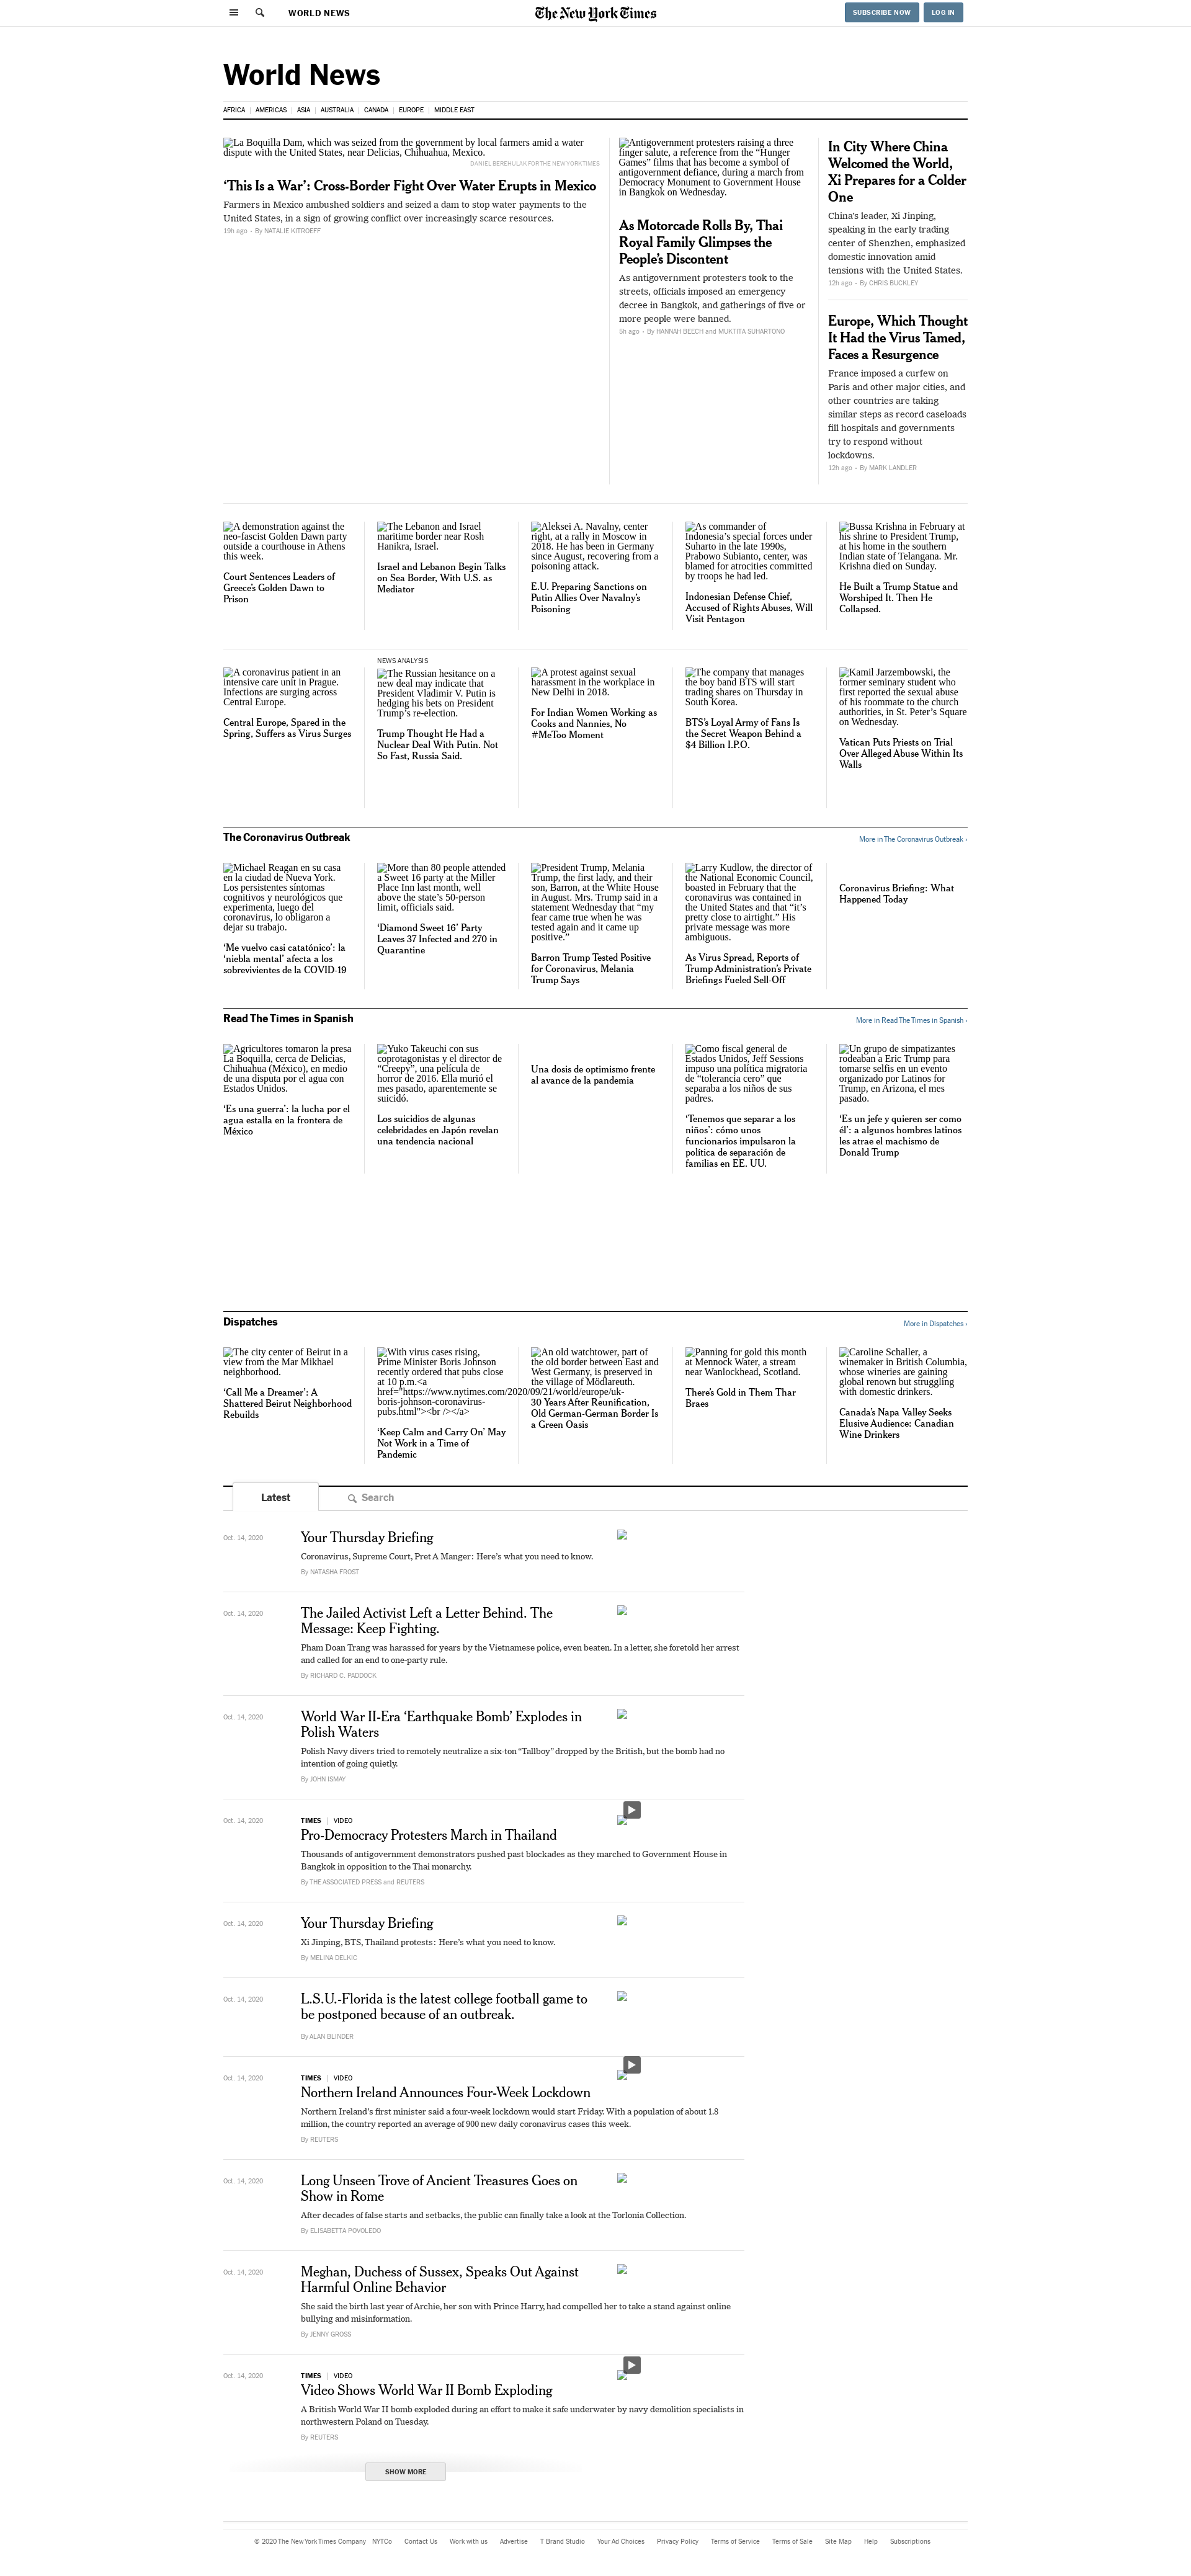 WORLD NEWS
The New York Times
SUBSCRIBE NOW
LOG IN
World News
AFRICA
AMERICAS
ASIA
AUSTRALIA
CANADA
EUROPE
MIDDLE EAST
La Boquilla Dam, which was seized from the government by local farmers amid a water
dispute with the United States, near Delicias, Chihuahua, Mexico.
DANIEL BEREHULAK FOR THE NEW YORK TIMES
‘This Is a War’: Cross-Border Fight Over Water Erupts in Mexico
Farmers in Mexico ambushed soldiers and seized a dam to stop water payments to the
United States, in a sign of growing conflict over increasingly scarce resources.
19h ago - By NATALIE KITROEFF
Antigovernment protesters raising a three
finger salute, a reference from the “Hunger
Games” films that has become a symbol of
antigovernment defiance, during a march from
Democracy Monument to Government House
in Bangkok on Wednesday.
As Motorcade Rolls By, Thai
Royal Family Glimpses the
People’s Discontent
As antigovernment protesters took to the
streets, officials imposed an emergency
decree in Bangkok, and gatherings of five or
more people were banned.
5h ago - By HANNAH BEECH and MUKTITA SUHARTONO
In City Where China
Welcomed the World,
Xi Prepares for a Colder
One
China’s leader, Xi Jinping,
speaking in the early trading
center of Shenzhen, emphasized
domestic innovation amid
tensions with the United States.
12h ago - By CHRIS BUCKLEY
Europe, Which Thought
It Had the Virus Tamed,
Faces a Resurgence
France imposed a curfew on
Paris and other major cities, and
other countries are taking
similar steps as record caseloads
fill hospitals and governments
try to respond without
lockdowns.
12h ago - By MARK LANDLER
A demonstration against the
neo-fascist Golden Dawn party
outside a courthouse in Athens
this week.
Court Sentences Leaders of
Greece’s Golden Dawn to
Prison
The Lebanon and Israel
maritime border near Rosh
Hanikra, Israel.
Israel and Lebanon Begin Talks
on Sea Border, With U.S. as
Mediator
Aleksei A. Navalny, center
right, at a rally in Moscow in
2018. He has been in Germany
since August, recovering from a
poisoning attack.
E.U. Preparing Sanctions on
Putin Allies Over Navalny’s
Poisoning
As commander of
Indonesia’s special forces under
Suharto in the late 1990s,
Prabowo Subianto, center, was
blamed for atrocities committed
by troops he had led.
Indonesian Defense Chief,
Accused of Rights Abuses, Will
Visit Pentagon
Bussa Krishna in February at
his shrine to President Trump,
at his home in the southern
Indian state of Telangana. Mr.
Krishna died on Sunday.
He Built a Trump Statue and
Worshiped It. Then He
Collapsed.
A coronavirus patient in an
intensive care unit in Prague.
Infections are surging across
Central Europe.
Central Europe, Spared in the
Spring, Suffers as Virus Surges
NEWS ANALYSIS
The Russian hesitance on a
new deal may indicate that
President Vladimir V. Putin is
hedging his bets on President
Trump’s re-election.
Trump Thought He Had a
Nuclear Deal With Putin. Not
So Fast, Russia Said.
A protest against sexual
harassment in the workplace in
New Delhi in 2018.
For Indian Women Working as
Cooks and Nannies, No
#MeToo Moment
The company that manages
the boy band BTS will start
trading shares on Thursday in
South Korea.
BTS’s Loyal Army of Fans Is
the Secret Weapon Behind a
$4 Billion I.P.O.
Kamil Jarzembowski, the
former seminary student who
first reported the sexual abuse
of his roommate to the church
authorities, in St. Peter’s Square
on Wednesday.
Vatican Puts Priests on Trial
Over Alleged Abuse Within Its
Walls
The Coronavirus Outbreak
More in The Coronavirus Outbreak ›
Michael Reagan en su casa
en la ciudad de Nueva York.
Los persistentes síntomas
cognitivos y neurológicos que
experimenta, luego del
coronavirus, lo obligaron a
dejar su trabajo.
‘Me vuelvo casi catatónico’: la
‘niebla mental’ afecta a los
sobrevivientes de la COVID-19
More than 80 people attended
a Sweet 16 party at the Miller
Place Inn last month, well
above the state’s 50-person
limit, officials said.
‘Diamond Sweet 16’ Party
Leaves 37 Infected and 270 in
Quarantine
President Trump, Melania
Trump, the first lady, and their
son, Barron, at the White House
in August. Mrs. Trump said in a
statement Wednesday that “my
fear came true when he was
tested again and it came up
positive.”
Barron Trump Tested Positive
for Coronavirus, Melania
Trump Says
Larry Kudlow, the director of
the National Economic Council,
boasted in February that the
coronavirus was contained in
the United States and that “it’s
pretty close to airtight.” His
private message was more
ambiguous.
As Virus Spread, Reports of
Trump Administration’s Private
Briefings Fueled Sell-Off
Coronavirus Briefing: What
Happened Today
Read The Times in Spanish
More in Read The Times in Spanish ›
Agricultores tomaron la presa
La Boquilla, cerca de Delicias,
Chihuahua (México), en medio
de una disputa por el agua con
Estados Unidos.
‘Es una guerra’: la lucha por el
agua estalla en la frontera de
México
Yuko Takeuchi con sus
coprotagonistas y el director de
“Creepy”, una película de
horror de 2016. Ella murió el
mes pasado, aparentemente se
suicidó.
Los suicidios de algunas
celebridades en Japón revelan
una tendencia nacional
Una dosis de optimismo frente
al avance de la pandemia
Como fiscal general de
Estados Unidos, Jeff Sessions
impuso una política migratoria
de “tolerancia cero” que
separaba a los niños de sus
padres.
‘Tenemos que separar a los
niños’: cómo unos
funcionarios impulsaron la
política de separación de
familias en EE. UU.
Un grupo de simpatizantes
rodeaban a Eric Trump para
tomarse selfis en un evento
organizado por Latinos for
Trump, en Arizona, el mes
pasado.
‘Es un jefe y quieren ser como
él’: a algunos hombres latinos
les atrae el machismo de
Donald Trump
Dispatches
More in Dispatches ›
The city center of Beirut in a
view from the Mar Mikhael
neighborhood.
‘Call Me a Dreamer’: A
Shattered Beirut Neighborhood
Rebuilds
With virus cases rising,
Prime Minister Boris Johnson
recently ordered that pubs close
at 10 p.m.<a
href="https://www.nytimes.com/2020/09/21/world/europe/uk-
boris-johnson-coronavirus-
pubs.html"><br /></a>
‘Keep Calm and Carry On’ May
Not Work in a Time of
Pandemic
An old watchtower, part of
the old border between East and
West Germany, is preserved in
the village of Mödlareuth.
30 Years After Reunification,
Old German-German Border Is
a Green Oasis
Panning for gold this month
at Mennock Water, a stream
near Wanlockhead, Scotland.
There’s Gold in Them Thar
Braes
Caroline Schaller, a
winemaker in British Columbia,
whose wineries are gaining
global renown but struggling
with domestic drinkers.
Canada’s Napa Valley Seeks
Elusive Audience: Canadian
Wine Drinkers
Latest
Search
Oct. 14, 2020
Your Thursday Briefing
Coronavirus, Supreme Court, Pret A Manger: Here’s what you need to know.
By NATASHA FROST
Oct. 14, 2020
The Jailed Activist Left a Letter Behind. The
Message: Keep Fighting.
Pham Doan Trang was harassed for years by the Vietnamese police, even beaten. In a letter, she foretold her arrest
and called for an end to one-party rule.
By RICHARD C. PADDOCK
Oct. 14, 2020
World War II-Era ‘Earthquake Bomb’ Explodes in
Polish Waters
Polish Navy divers tried to remotely neutralize a six-ton “Tallboy” dropped by the British, but the bomb had no
intention of going quietly.
By JOHN ISMAY
Oct. 14, 2020
TIMES | VIDEO
Pro-Democracy Protesters March in Thailand
Thousands of antigovernment demonstrators pushed past blockades as they marched to Government House in
Bangkok in opposition to the Thai monarchy.
By THE ASSOCIATED PRESS and REUTERS
Oct. 14, 2020
Your Thursday Briefing
Xi Jinping, BTS, Thailand protests: Here’s what you need to know.
By MELINA DELKIC
Oct. 14, 2020
L.S.U.-Florida is the latest college football game to
be postponed because of an outbreak.
By ALAN BLINDER
Oct. 14, 2020
TIMES | VIDEO
Northern Ireland Announces Four-Week Lockdown
Northern Ireland’s first minister said a four-week lockdown would start Friday. With a population of about 1.8
million, the country reported an average of 900 new daily coronavirus cases this week.
By REUTERS
Oct. 14, 2020
Long Unseen Trove of Ancient Treasures Goes on
Show in Rome
After decades of false starts and setbacks, the public can finally take a look at the Torlonia Collection.
By ELISABETTA POVOLEDO
Oct. 14, 2020
Meghan, Duchess of Sussex, Speaks Out Against
Harmful Online Behavior
She said the birth last year of Archie, her son with Prince Harry, had compelled her to take a stand against online
bullying and misinformation.
By JENNY GROSS
Oct. 14, 2020
TIMES | VIDEO
Video Shows World War II Bomb Exploding
A British World War II bomb exploded during an effort to make it safe underwater by navy demolition specialists in
northwestern Poland on Tuesday.
By REUTERS
SHOW MORE
© 2020 The New York Times Company
NYTCo
Contact Us
Work with us
Advertise
T Brand Studio
Your Ad Choices
Privacy Policy
Terms of Service
Terms of Sale
Site Map
Help
Subscriptions